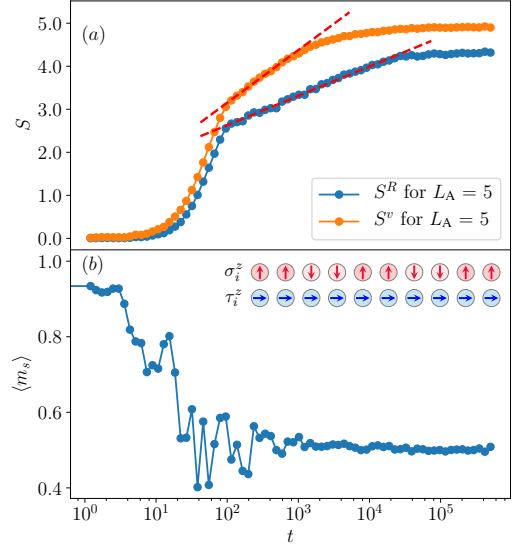 (a)
5.0
4.0
3.0
2.0
1.0
0.0
S
S^R for L_A = 5
S^v for L_A = 5
(b)
σ_i^z
τ_i^z
1.0
0.8
0.6
0.4
⟨m_s⟩
10^0 10^1 10^2 10^3 10^4 10^5
t